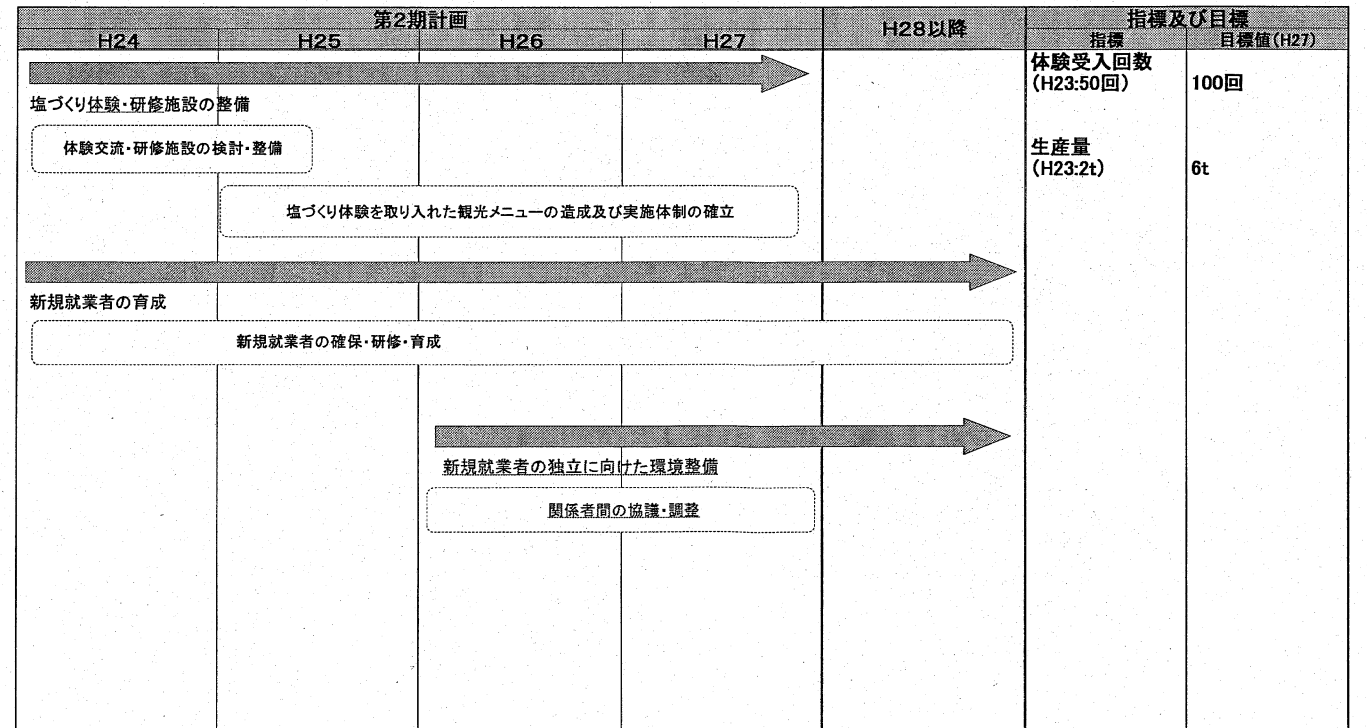 第2期計画
H28以降
指標及び目標
H24
H25
H26
H27
指標
目標値(H27)
塩づくり体験・研修施設の整備
体験交流・研修施設の検討・整備
塩づくり体験を取り入れた観光メニューの造成及び実施体制の確立
新規就業者の育成
新規就業者の確保・研修・育成
新規就業者の独立に向けた環境整備
関係者間の協議・調整
体験受入回数
(H23:50回)
100回
生産量
(H23:2t)
6t